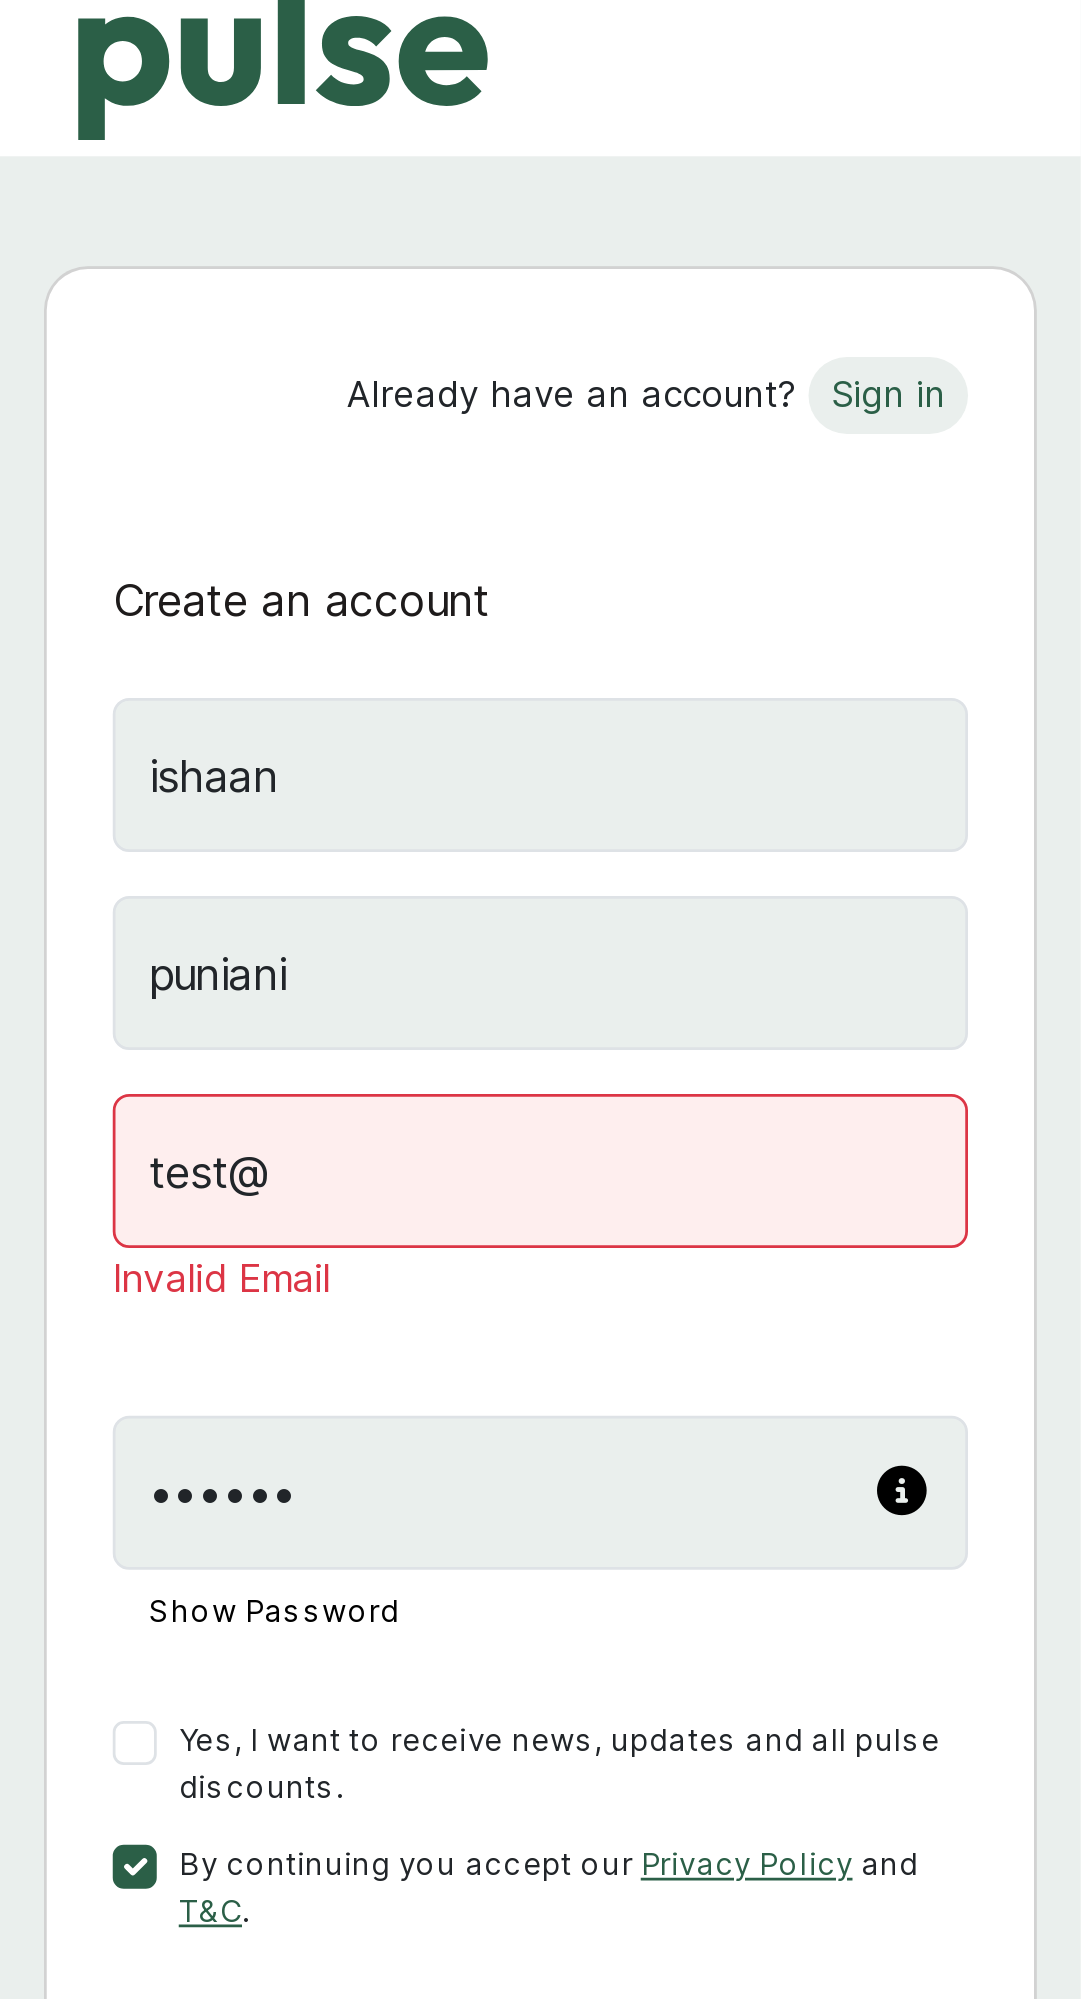 pulse
Already have an account? Sign in
Create an account
ishaan
puniani
test@
Invalid Email
••••••
Show Password
Yes, I want to receive news, updates and all pulse
discounts.
By continuing you accept our Privacy Policy and
T&C.